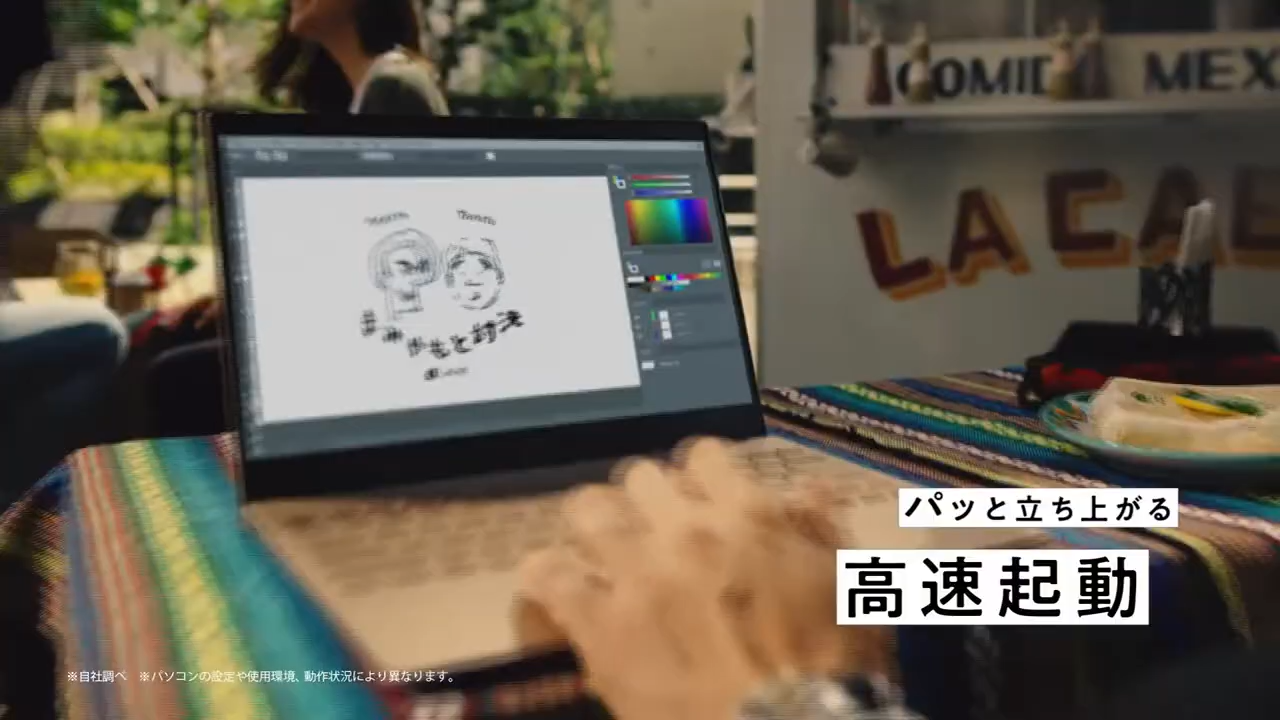 COMID MEX
LA CAB
パッと立ち上がる
高速起動
※自社調べ ※パソコンの設定や使用環境、動作状況により異なります。